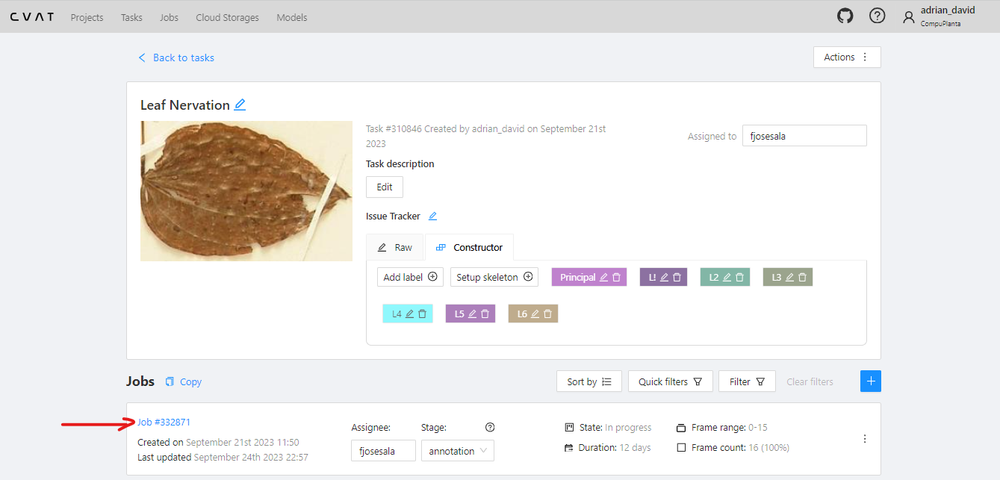 CVAT Projects Tasks Jobs Cloud Storages Models adrian_david
CompuPlanta
Back to tasks Actions
Leaf Nervation
Task #310846 Created by adrian_david on September 21st
2023
Assigned to fjosesala
Task description
Edit
Issue Tracker
Raw Constructor
Add label Setup skeleton Principal L! L2 L3
L4 L5 L6
Jobs Copy Sort by Quick filters Filter Clear filters
Job #332871
Created on September 21st 2023 11:50
Last updated September 24th 2023 22:57
Assignee: Stage:
fjosesala annotation
State: In progress Frame range: 0-15
Duration: 12 days Frame count: 16 (100%)